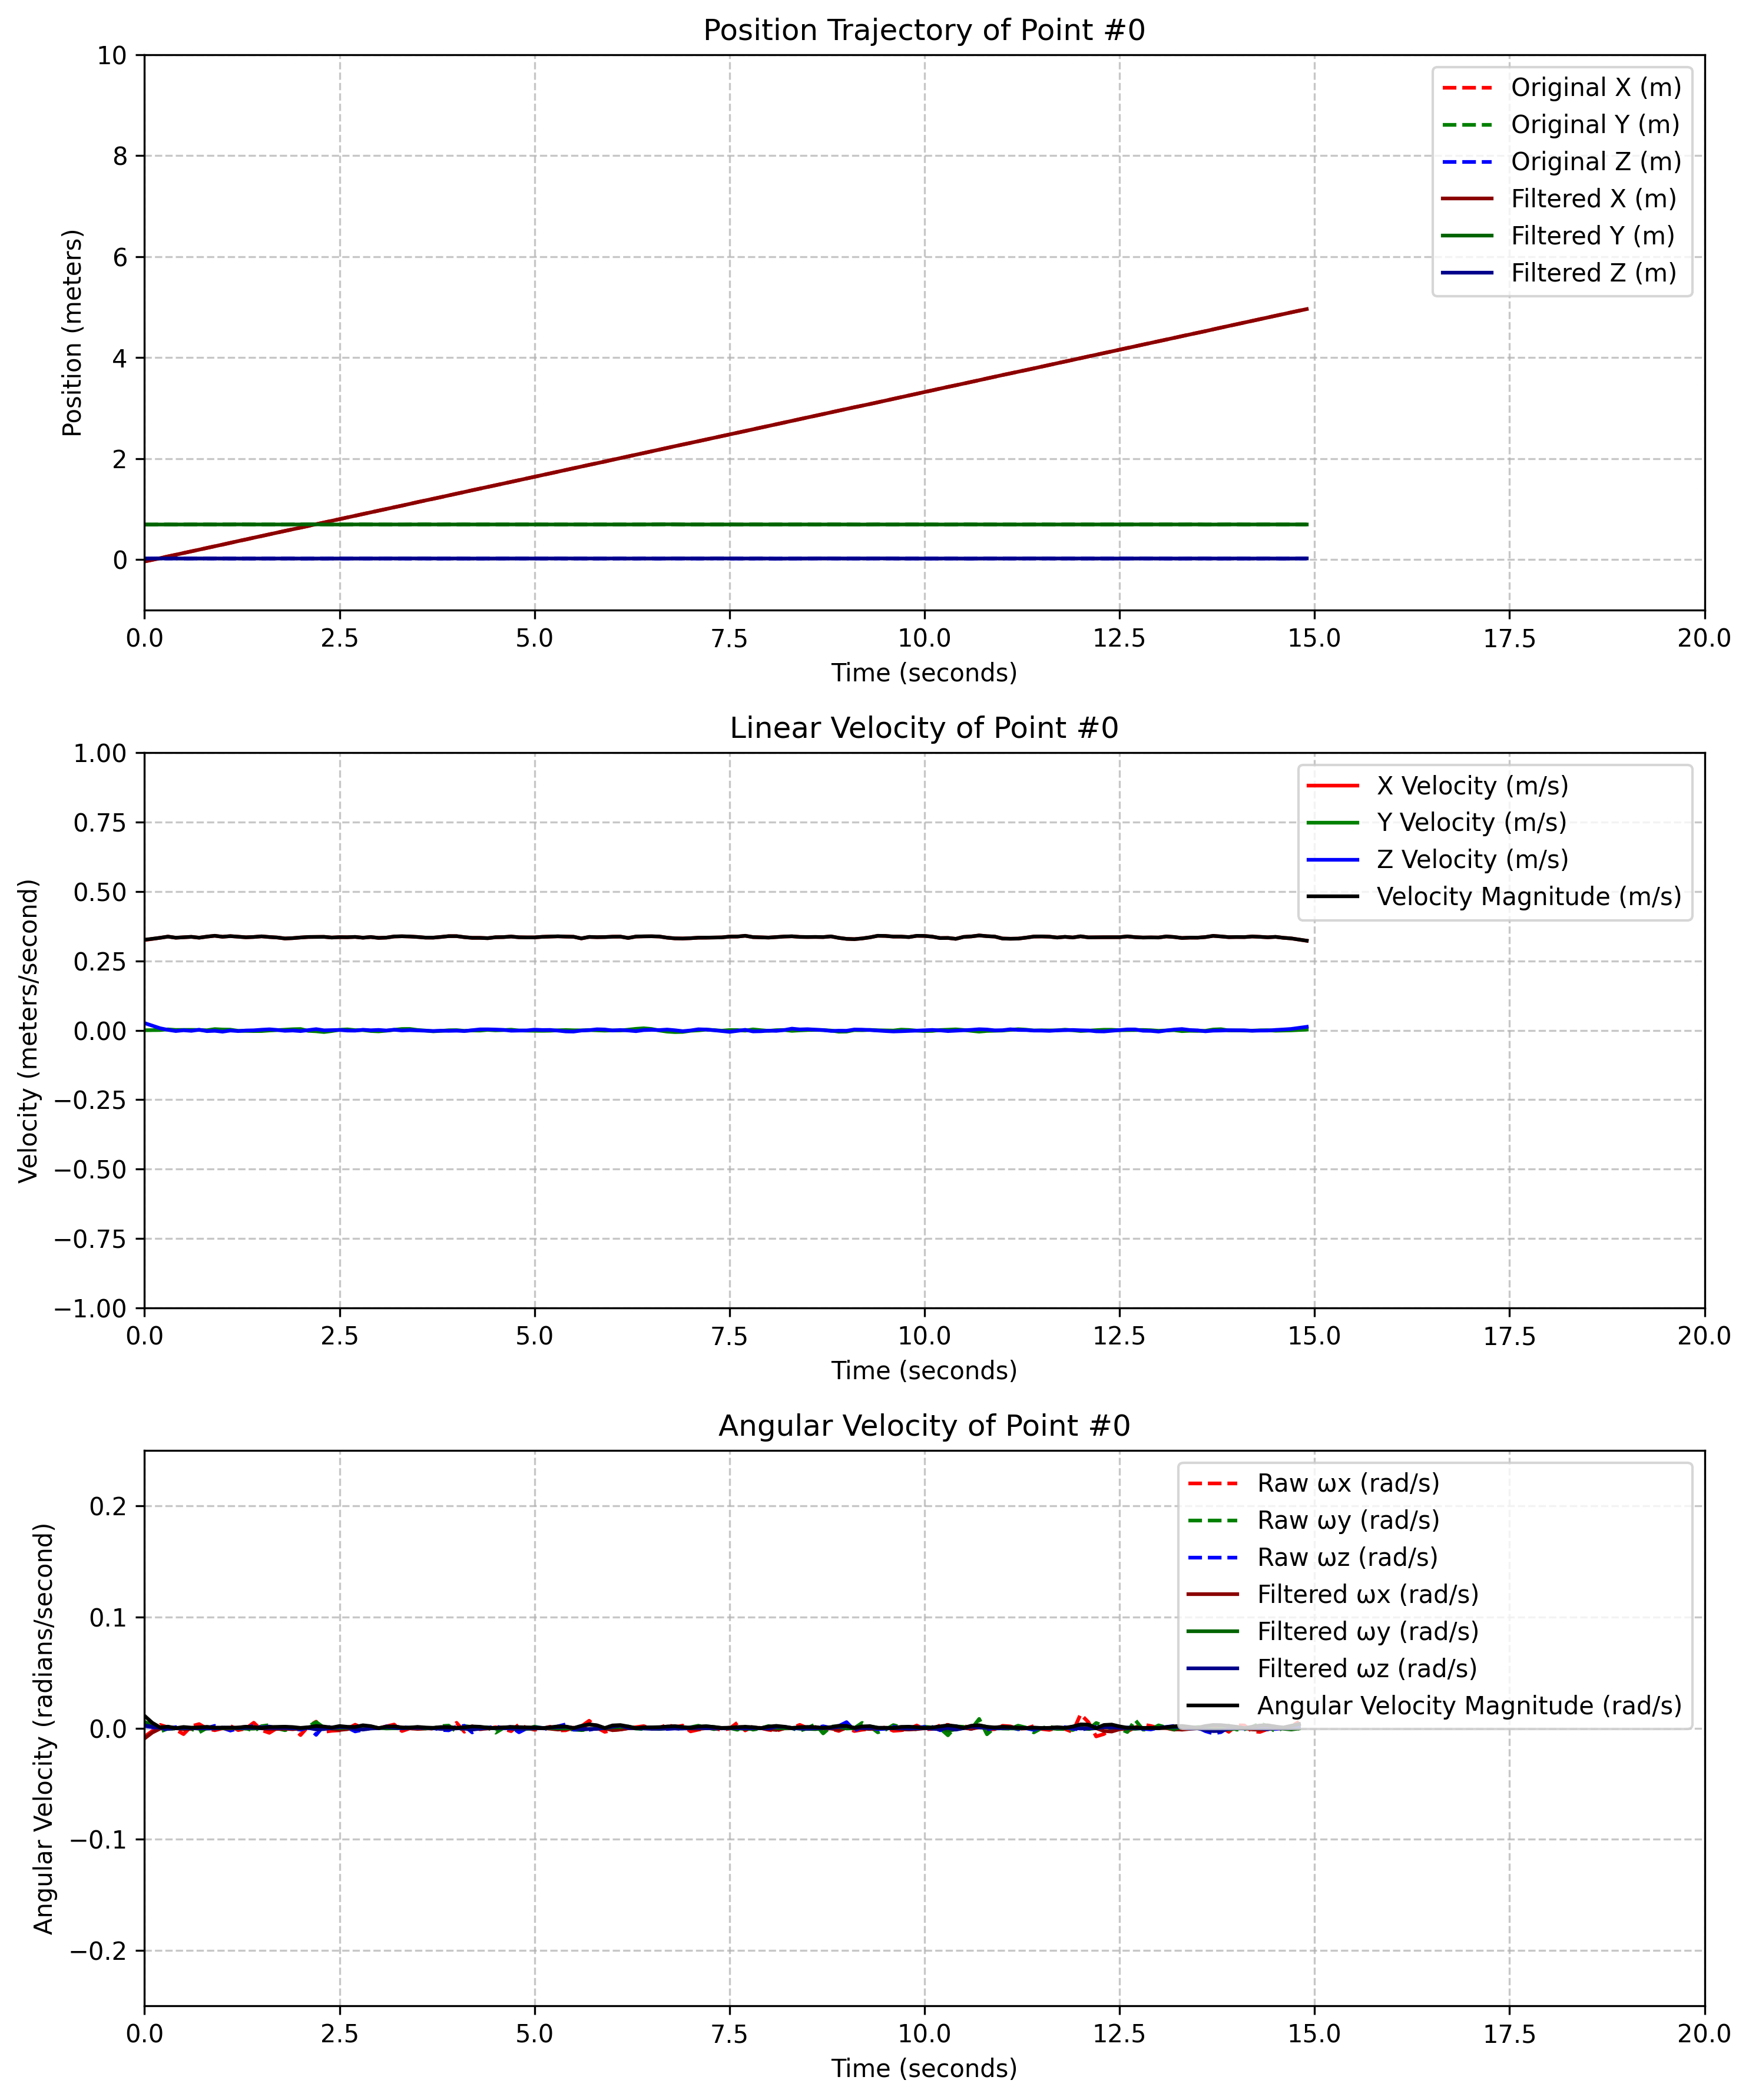 Position Trajectory of Point #0
10
8
6
4
2
0
Position (meters)
Original X (m)
Original Y (m)
Original Z (m)
Filtered X (m)
Filtered Y (m)
Filtered Z (m)
0.0 2.5 5.0 7.5 10.0 12.5 15.0 17.5 20.0
Time (seconds)
Linear Velocity of Point #0
1.00
0.75
0.50
0.25
0.00
−0.25
−0.50
−0.75
−1.00
Velocity (meters/second)
X Velocity (m/s)
Y Velocity (m/s)
Z Velocity (m/s)
Velocity Magnitude (m/s)
0.0 2.5 5.0 7.5 10.0 12.5 15.0 17.5 20.0
Time (seconds)
Angular Velocity of Point #0
0.2
0.1
0.0
−0.1
−0.2
Angular Velocity (radians/second)
Raw ωx (rad/s)
Raw ωy (rad/s)
Raw ωz (rad/s)
Filtered ωx (rad/s)
Filtered ωy (rad/s)
Filtered ωz (rad/s)
Angular Velocity Magnitude (rad/s)
0.0 2.5 5.0 7.5 10.0 12.5 15.0 17.5 20.0
Time (seconds)